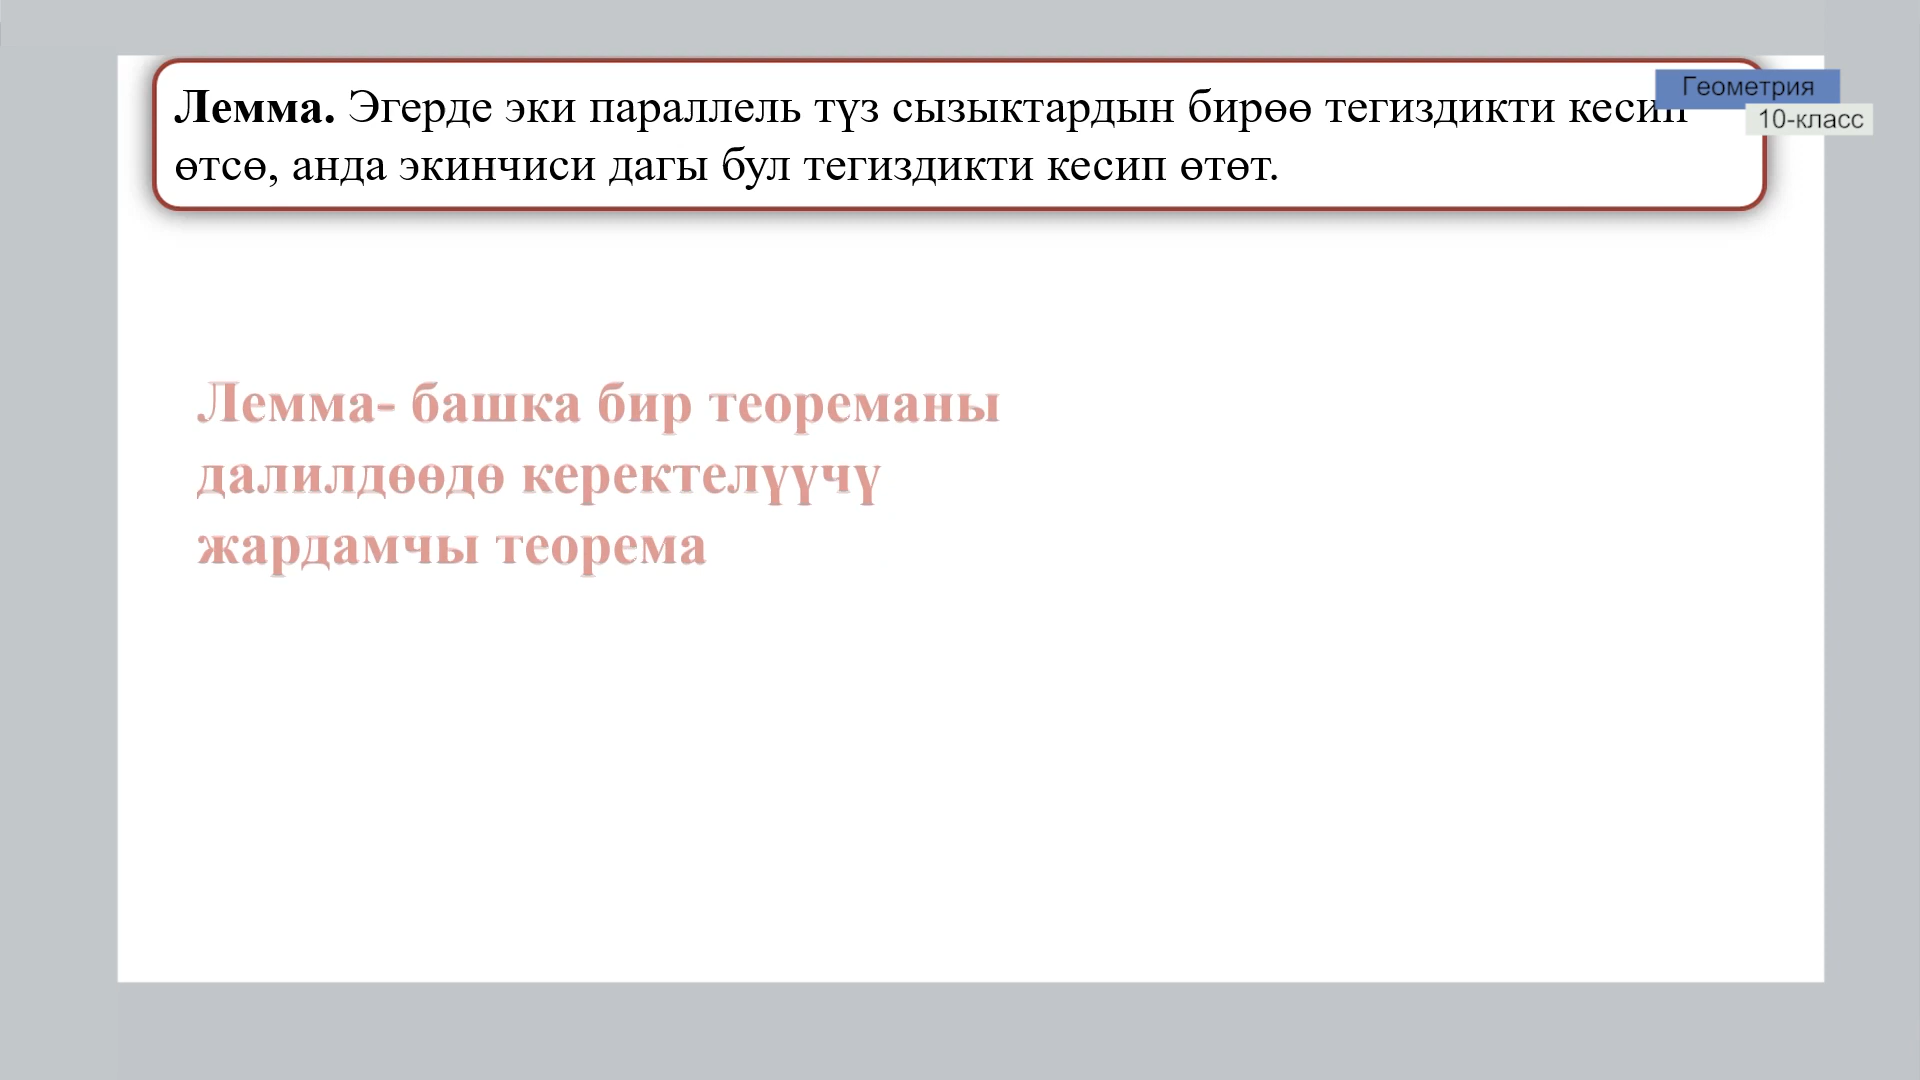 Лемма. Эгерде эки параллель түз сызыктардын бирөө тегиздикти кесип
өтсө, анда экинчиси дагы бул тегиздикти кесип өтөт.
Геометрия
10-класс
Лемма- башка бир теореманы
далилдөөдө керектелүүчү
жардамчы теорема